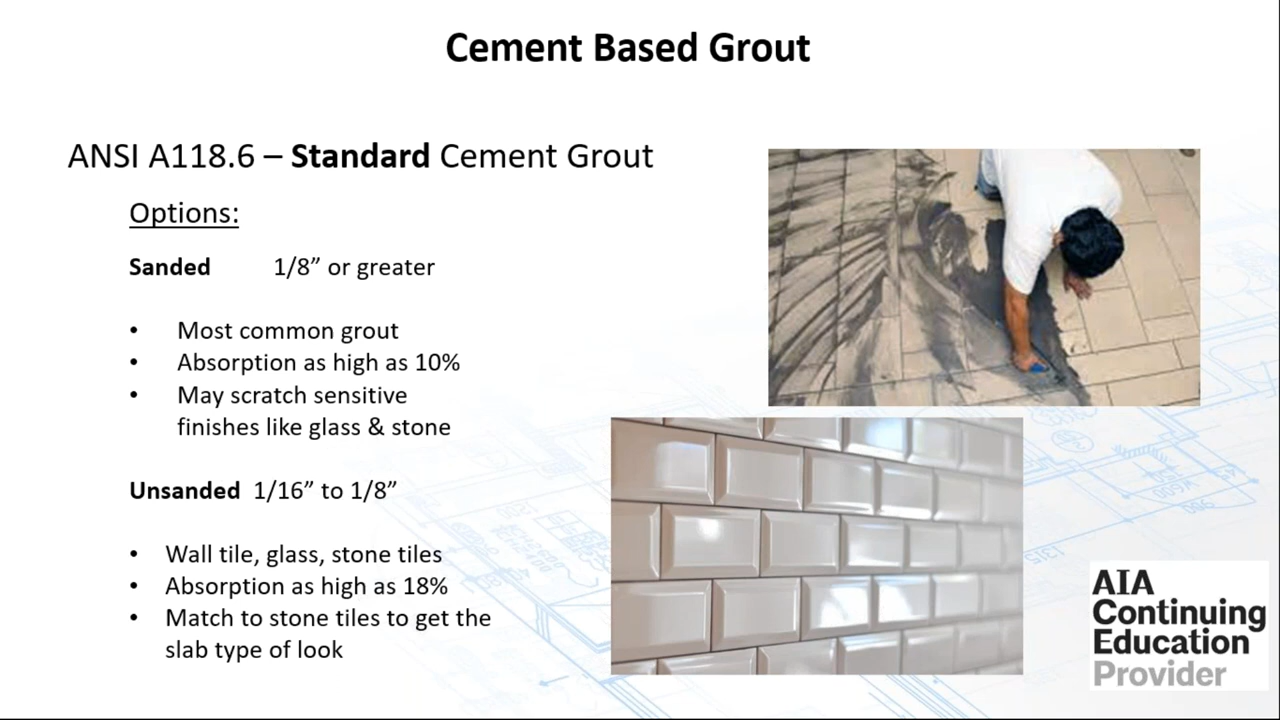 Cement Based Grout
ANSI A118.6 – Standard Cement Grout
Options:
Sanded 1/8” or greater
• Most common grout
• Absorption as high as 10%
• May scratch sensitive
finishes like glass & stone
Unsanded 1/16” to 1/8”
• Wall tile, glass, stone tiles
• Absorption as high as 18%
• Match to stone tiles to get the
slab type of look
AIA
Continuing
Education
Provider
1315
W600
900